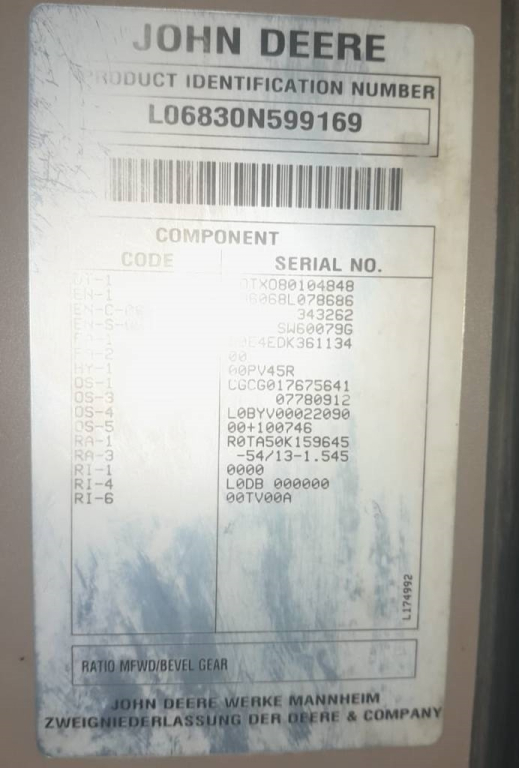 JOHN DEERE
PRODUCT IDENTIFICATION NUMBER
L06830N599169
COMPONENT
CODE SERIAL NO.
343262
SW60079G
00
00PV45R
OS-1 CGCG017675641
OS-3 07780912
OS-4 L0BYV00022090
OS-5 00+100746
RA-1 R0TA50K159645
RA-3 -54/13-1.545
RI-1 0000
RI-4 L0DB 000000
RI-6 00TV00A
L174992
RATIO MFWD/BEVEL GEAR
JOHN DEERE WERKE MANNHEIM
ZWEIGNIEDERLASSUNG DER DEERE & COMPANY